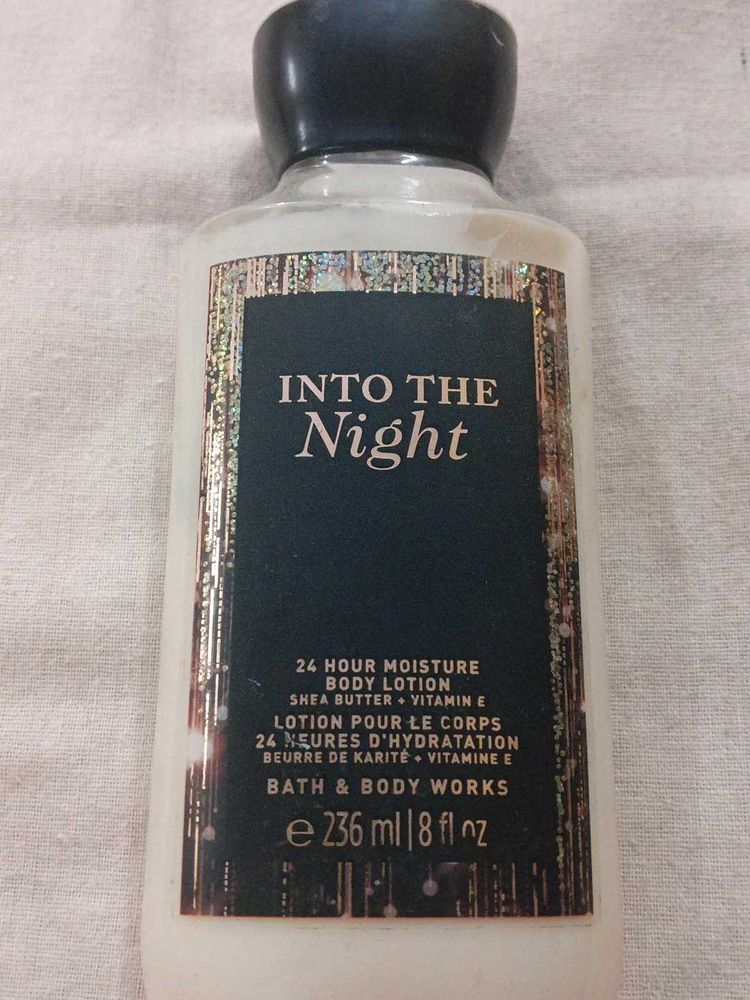 INTO THE
Night
24 HOUR MOISTURE
BODY LOTION
SHEA BUTTER + VITAMIN E
LOTION POUR LE CORPS
24 HEURES D'HYDRATATION
BEURRE DE KARITÉ + VITAMINE E
BATH & BODY WORKS
℮ 236 ml | 8 fl oz